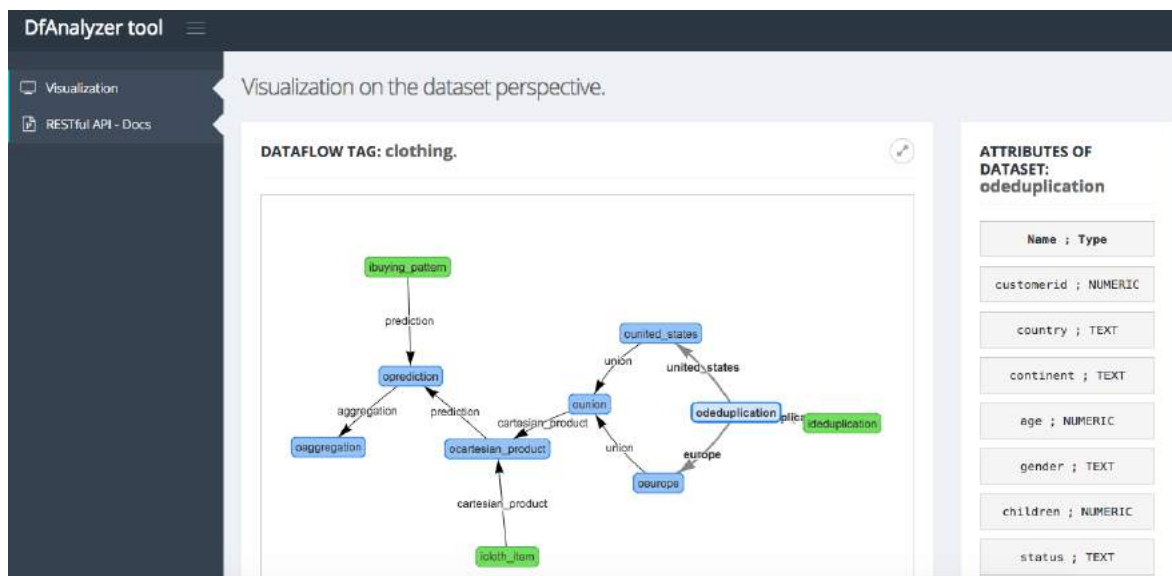 DfAnalyzer tool
Visualization
RESTful API - Docs
Visualization on the dataset perspective.
DATAFLOW TAG: clothing.
ibuying_pattern
prediction
oprediction
aggregation
prediction
oaggregation
ocartesian_product
cartesian_product
cartesian_product
icloth_item
ounion
union
union
ounited_states
united_states
odeduplication
plica
ideduplication
europe
oeurope
ATTRIBUTES OF
DATASET:
odeduplication
Name ; Type
customerid ; NUMERIC
country ; TEXT
continent ; TEXT
age ; NUMERIC
gender ; TEXT
children ; NUMERIC
status ; TEXT